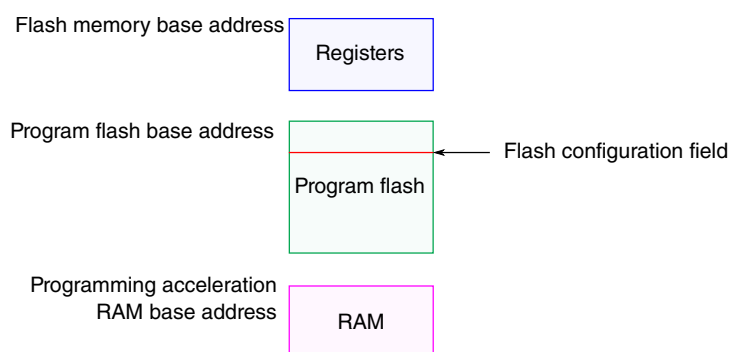 Flash memory base address
Registers
Program flash base address
Flash configuration field
Program flash
Programming acceleration
RAM base address
RAM